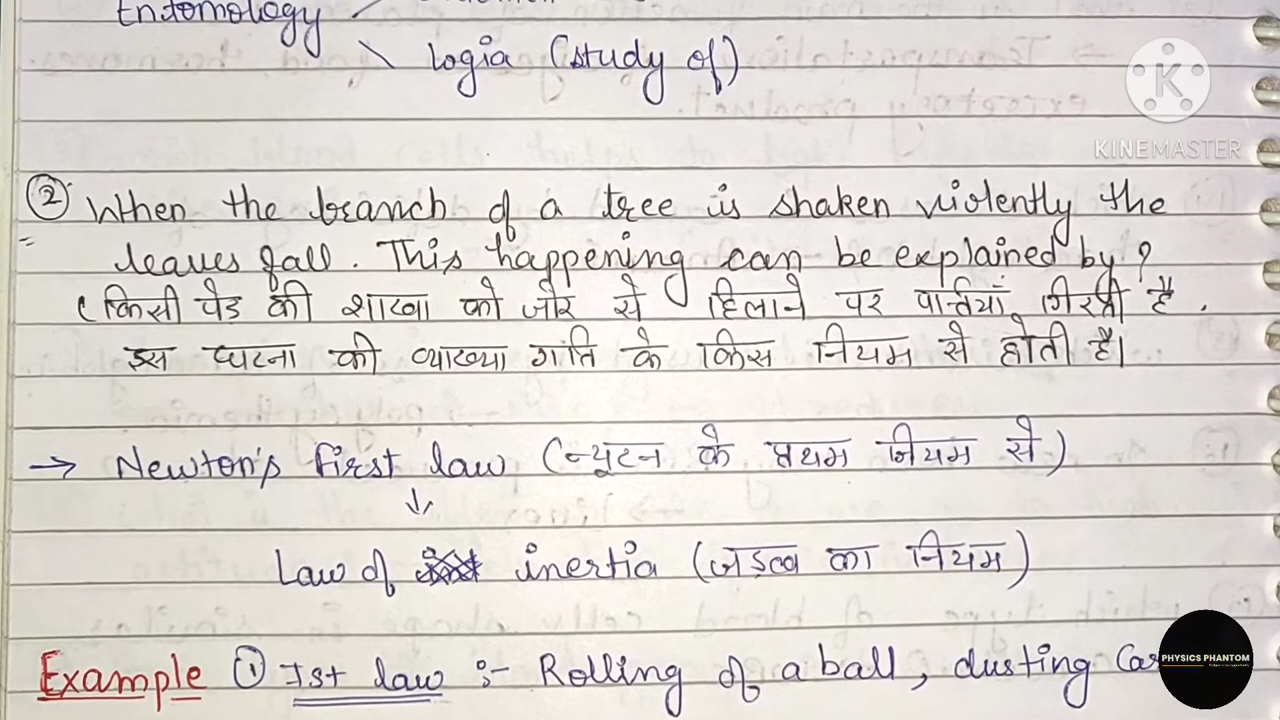 Entomology
logia (study of)
K
KINEMASTER
② When the branch of a tree is shaken violently the
leaves fall. This happening can be explained by?
( किसी पेड़ की शाखा को जोर से हिलाने पर पत्तियां गिरती है .
इस घटना की व्याख्या गति के किस नियम से होती है।
→ Newton's first law (न्यूटन के प्रथम नियम से)
↓
Law of inertia (जड़त्व का नियम)
Example ① Ist law :- Rolling of a ball, dusting
PHYSICS PHANTOM